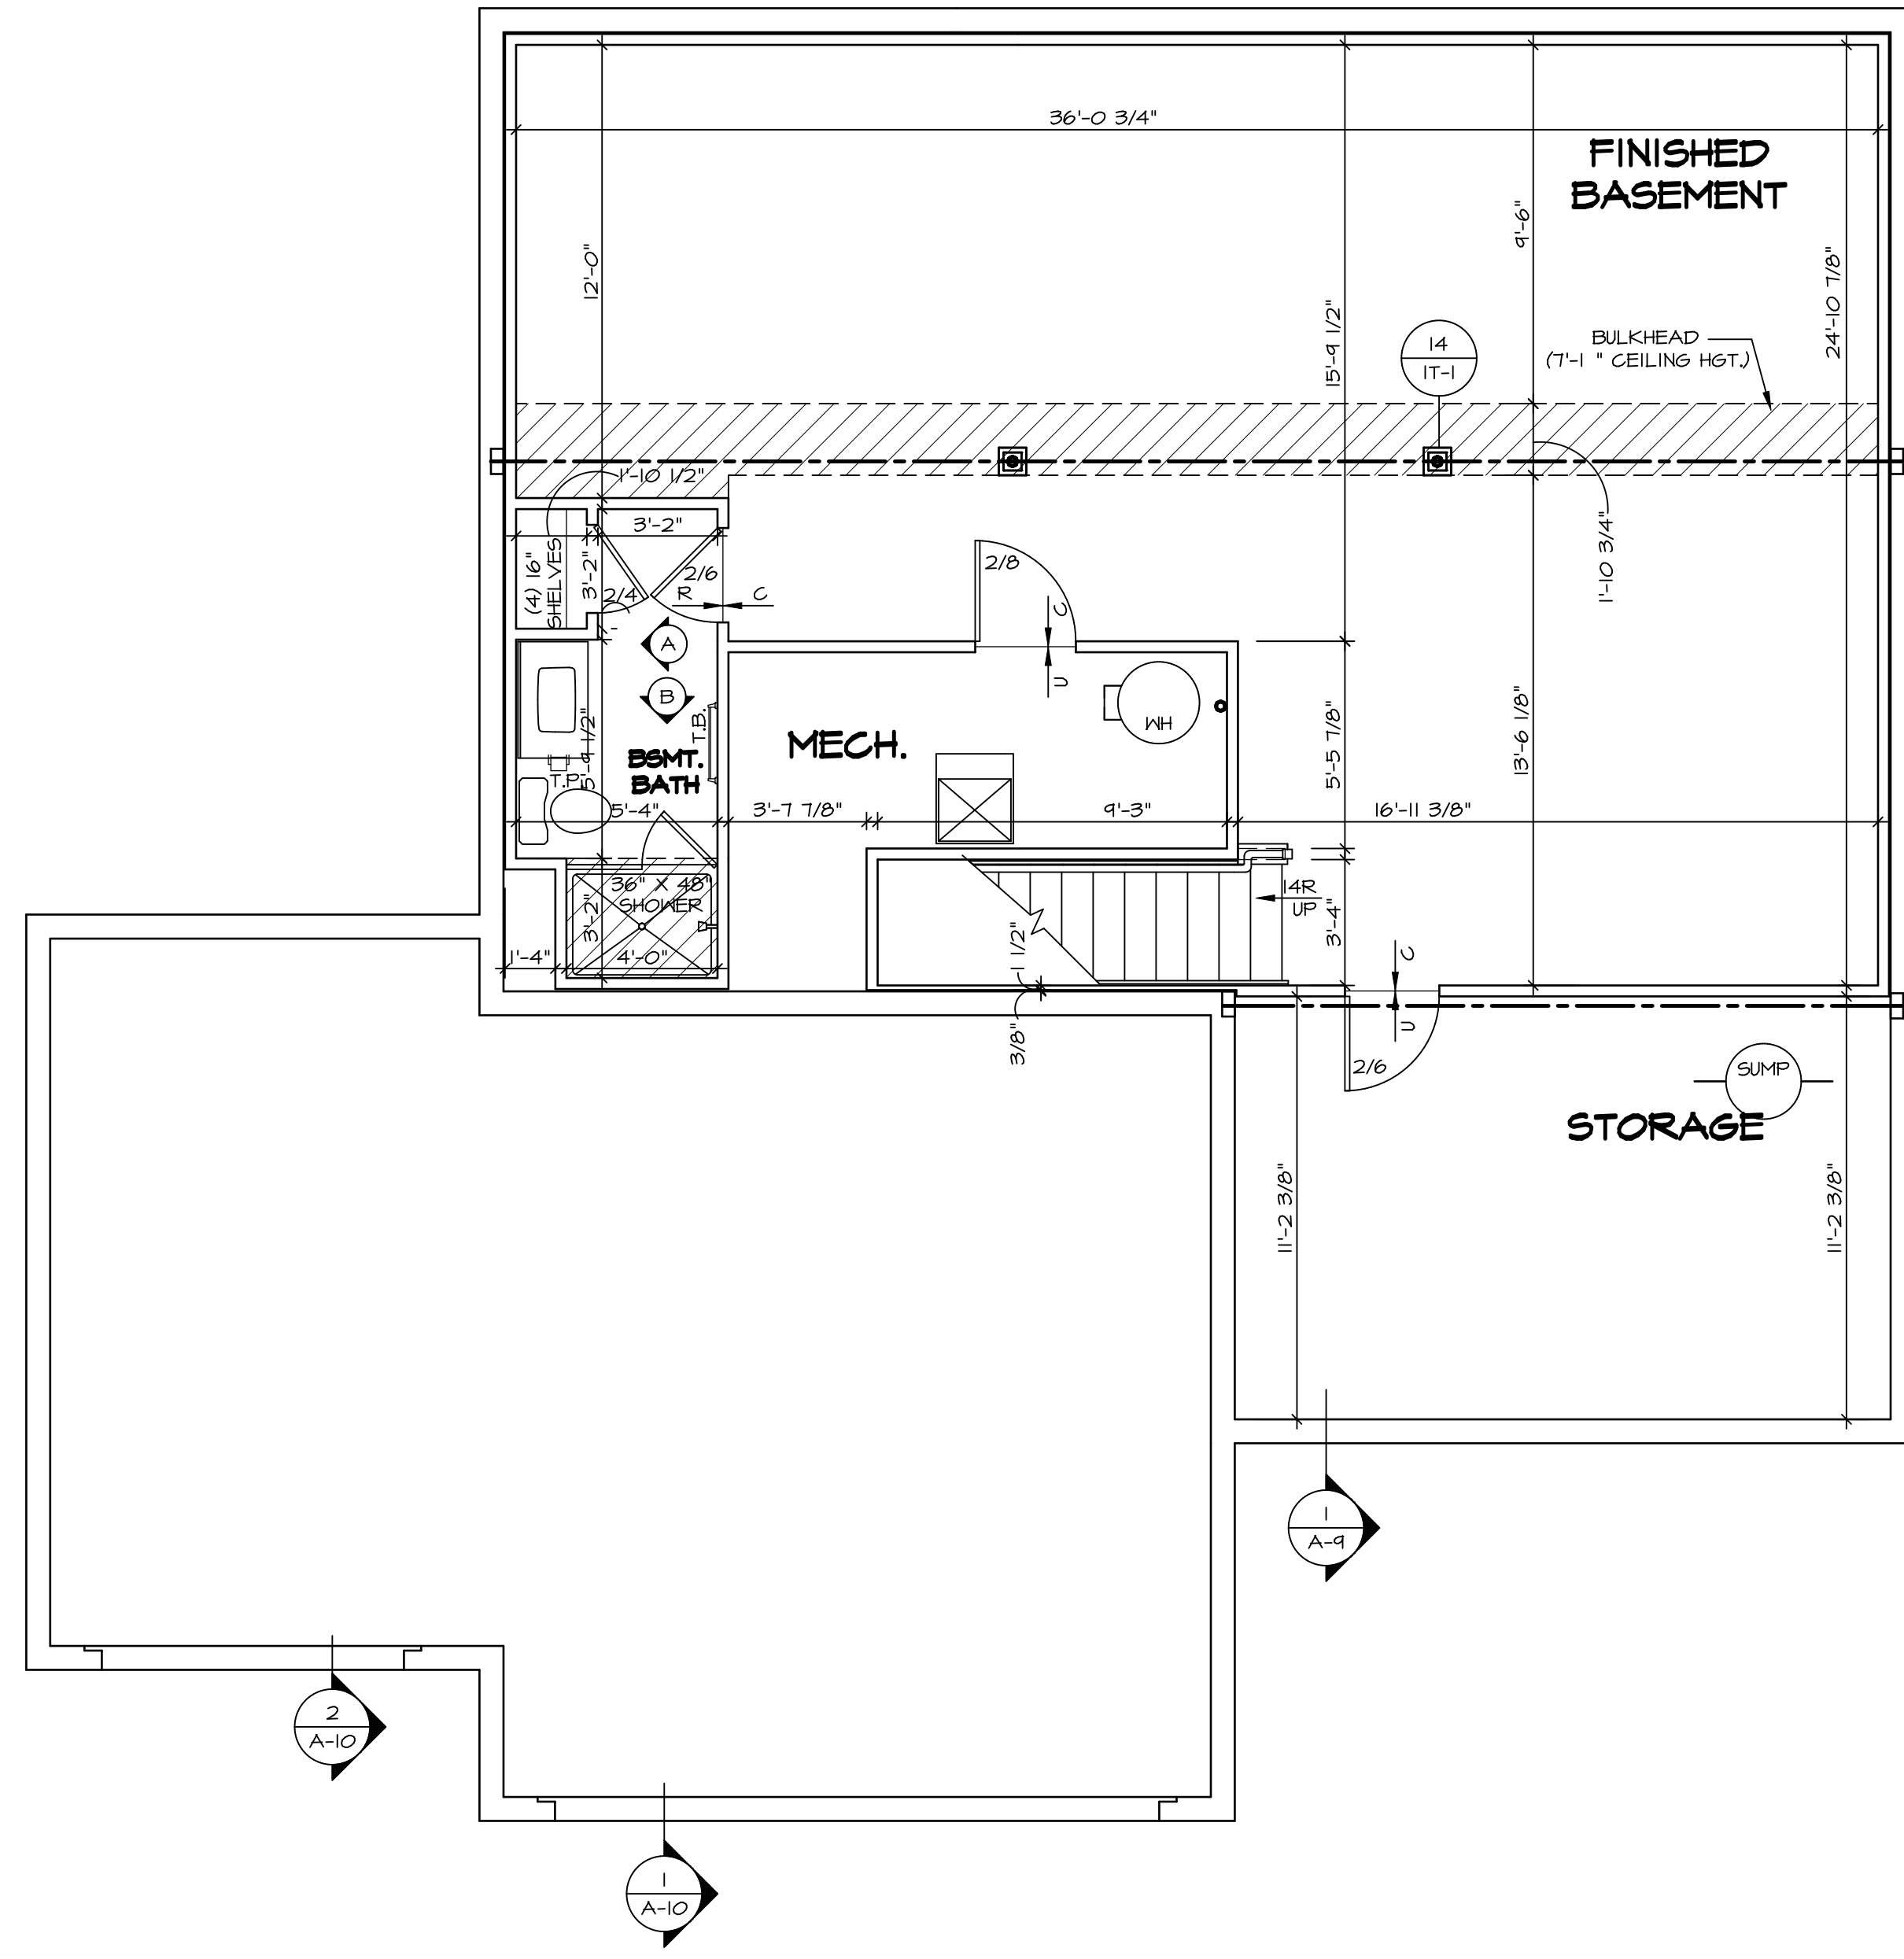 36'-0 3/4"
FINISHED
BASEMENT
12'-0"
15'-9 1/2"
9'-6"
24'-10 7/8"
14
1T-1
BULKHEAD
(7'-1 " CEILING HGT.)
1'-10 1/2"
1'-10 3/4"
3'-2"
(4) 16"
SHELVES
3'-2"
2/4
2/6
R
C
2/8
C
U
A
B
T.B.
WH
MECH.
BSMT.
BATH
5'-9 1/2"
T.P.
5'-5 7/8"
13'-6 1/8"
5'-4"
3'-7 7/8"
9'-3"
16'-11 3/8"
36" X 48"
SHOWER
3'-2"
14R
UP
3'-4"
1'-4"
4'-0"
1 1/2"
3/8"
C
U
2/6
SUMP
STORAGE
11'-2 3/8"
11'-2 3/8"
1
A-9
2
A-10
1
A-10